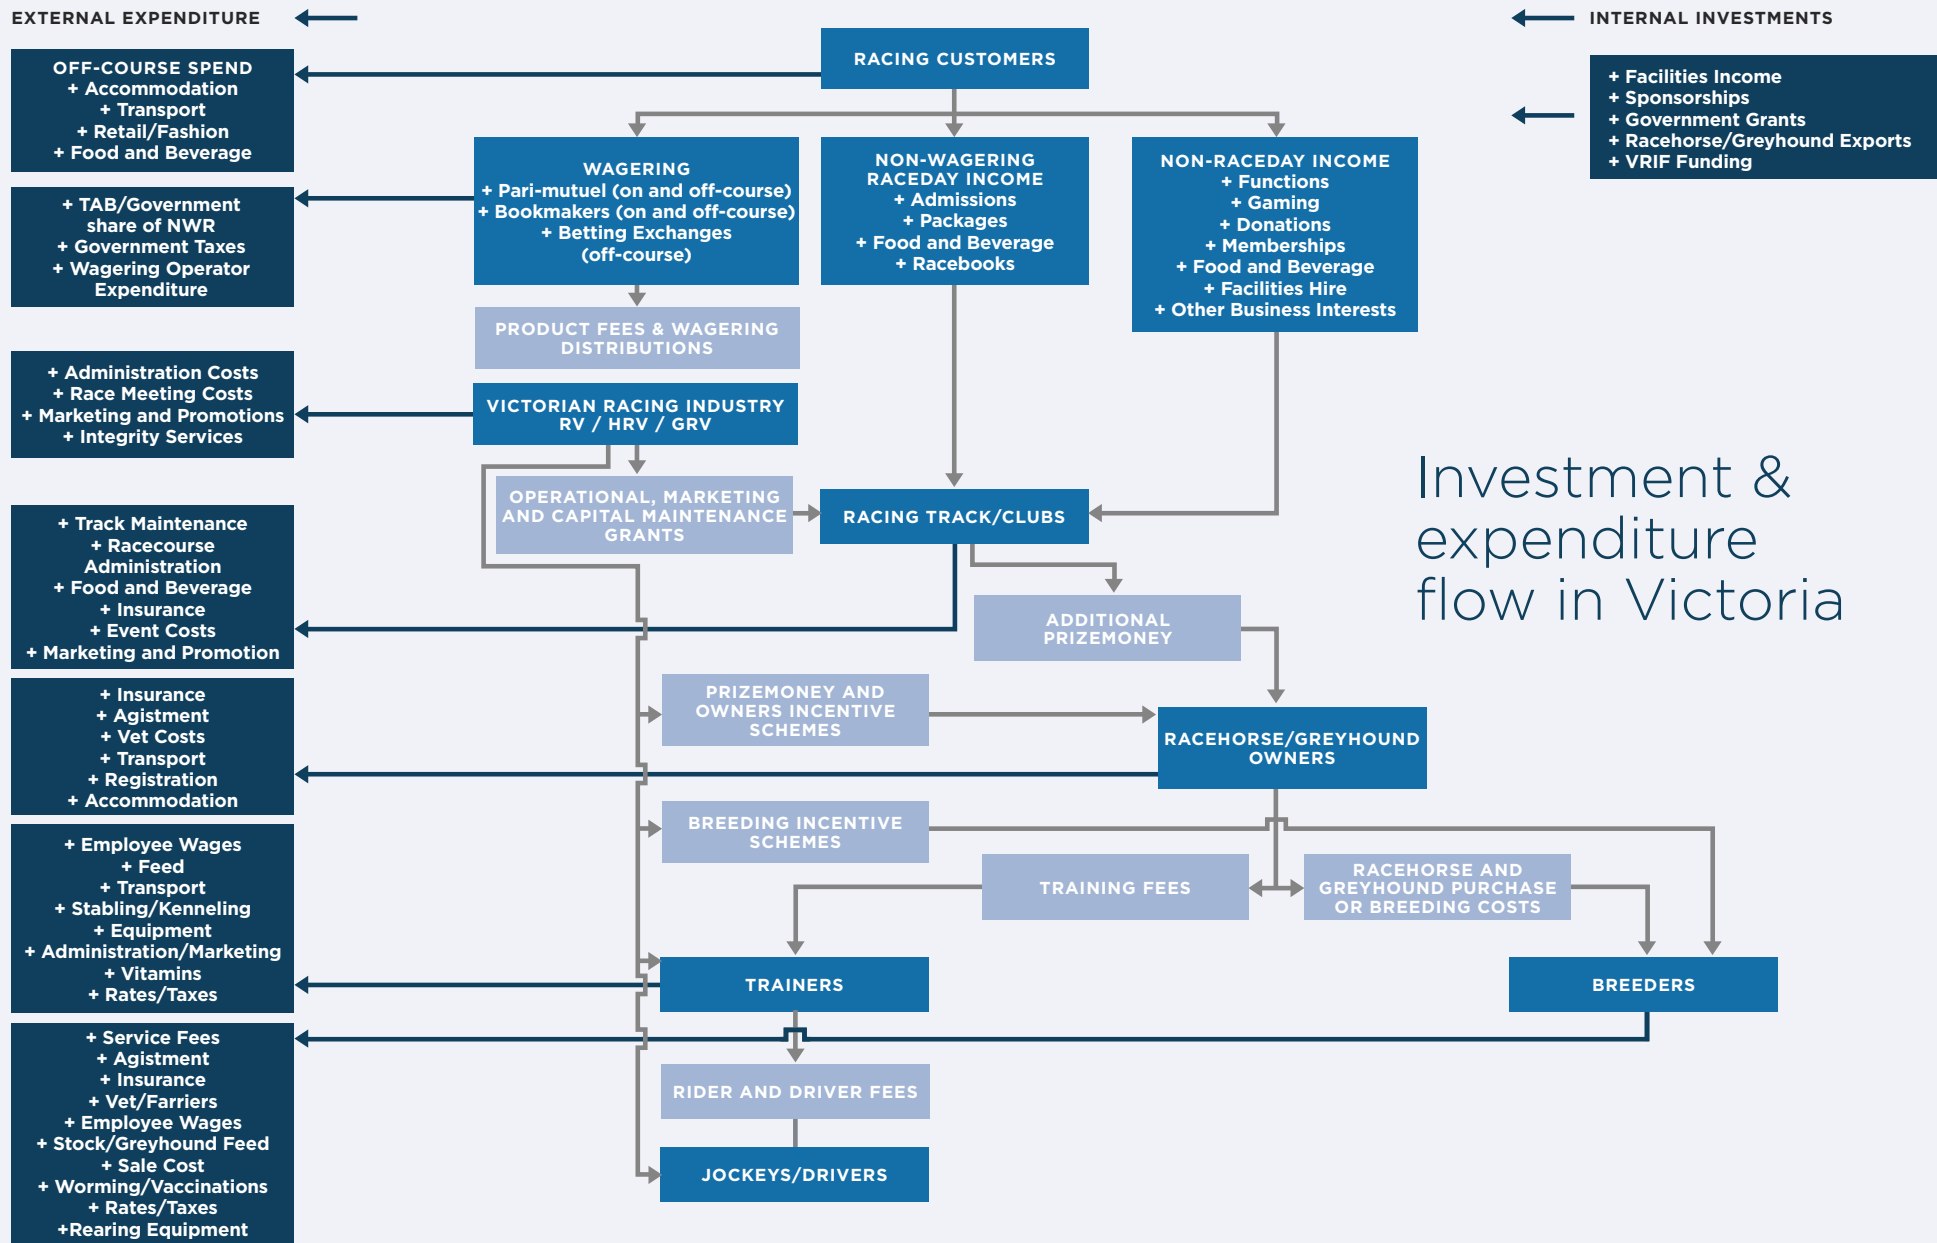 EXTERNAL EXPENDITURE
INTERNAL INVESTMENTS
OFF-COURSE SPEND
+ Accommodation
+ Transport
+ Retail/Fashion
+ Food and Beverage
RACING CUSTOMERS
+ Facilities Income
+ Sponsorships
+ Government Grants
+ Racehorse/Greyhound Exports
+ VRIF Funding
WAGERING
+ Pari-mutuel (on and off-course)
+ Bookmakers (on and off-course)
+ Betting Exchanges
(off-course)
NON-WAGERING
RACEDAY INCOME
+ Admissions
+ Packages
+ Food and Beverage
+ Racebooks
NON-RACEDAY INCOME
+ Functions
+ Gaming
+ Donations
+ Memberships
+ Food and Beverage
+ Facilities Hire
+ Other Business Interests
+ TAB/Government
share of NWR
+ Government Taxes
+ Wagering Operator
Expenditure
PRODUCT FEES & WAGERING
DISTRIBUTIONS
+ Administration Costs
+ Race Meeting Costs
+ Marketing and Promotions
+ Integrity Services
VICTORIAN RACING INDUSTRY
RV / HRV / GRV
OPERATIONAL, MARKETING
AND CAPITAL MAINTENANCE
GRANTS
RACING TRACK/CLUBS
Investment &
expenditure
flow in Victoria
+ Track Maintenance
+ Racecourse
Administration
+ Food and Beverage
+ Insurance
+ Event Costs
+ Marketing and Promotion
ADDITIONAL
PRIZEMONEY
+ Insurance
+ Agistment
+ Vet Costs
+ Transport
+ Registration
+ Accommodation
PRIZEMONEY AND
OWNERS INCENTIVE
SCHEMES
RACEHORSE/GREYHOUND
OWNERS
BREEDING INCENTIVE
SCHEMES
TRAINING FEES
RACEHORSE AND
GREYHOUND PURCHASE
OR BREEDING COSTS
+ Employee Wages
+ Feed
+ Transport
+ Stabling/Kenneling
+ Equipment
+ Administration/Marketing
+ Vitamins
+ Rates/Taxes
TRAINERS
BREEDERS
+ Service Fees
+ Agistment
+ Insurance
+ Vet/Farriers
+ Employee Wages
+ Stock/Greyhound Feed
+ Sale Cost
+ Worming/Vaccinations
+ Rates/Taxes
+Rearing Equipment
RIDER AND DRIVER FEES
JOCKEYS/DRIVERS